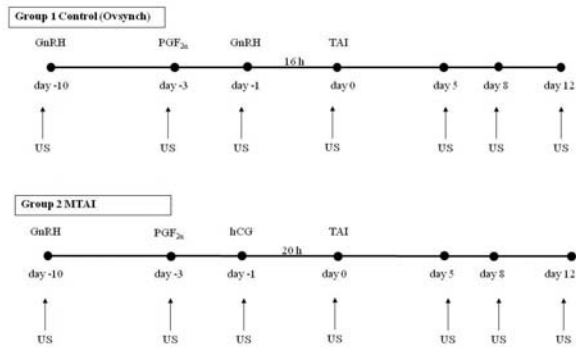 Group 1 Control (Ovsynch)
GnRH PGF2α GnRH TAI
16 h
day -10 day -3 day -1 day 0 day 5 day 8 day 12
US US US US US US US
Group 2 MTAI
GnRH PGF2α hCG TAI
20 h
day -10 day -3 day -1 day 0 day 5 day 8 day 12
US US US US US US US